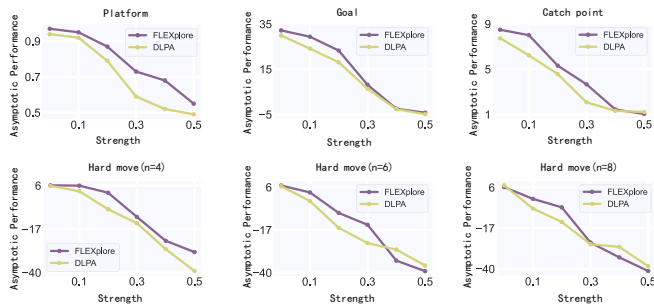 Platform
Asymptotic Performance
0.9
0.7
0.5
0.1
0.3
0.5
Strength
FLEXplore
DLPA
Goal
Asymptotic Performance
35
15
−5
0.1
0.3
0.5
Strength
FLEXplore
DLPA
Catch point
Asymptotic Performance
9
5
1
0.1
0.3
0.5
Strength
FLEXplore
DLPA
Hard move(n=4)
Asymptotic Performance
6
−17
−40
0.1
0.3
0.5
Strength
FLEXplore
DLPA
Hard move(n=6)
Asymptotic Performance
6
−17
−40
0.1
0.3
0.5
Strength
FLEXplore
DLPA
Hard move(n=8)
Asymptotic Performance
6
−17
−40
0.1
0.3
0.5
Strength
FLEXplore
DLPA